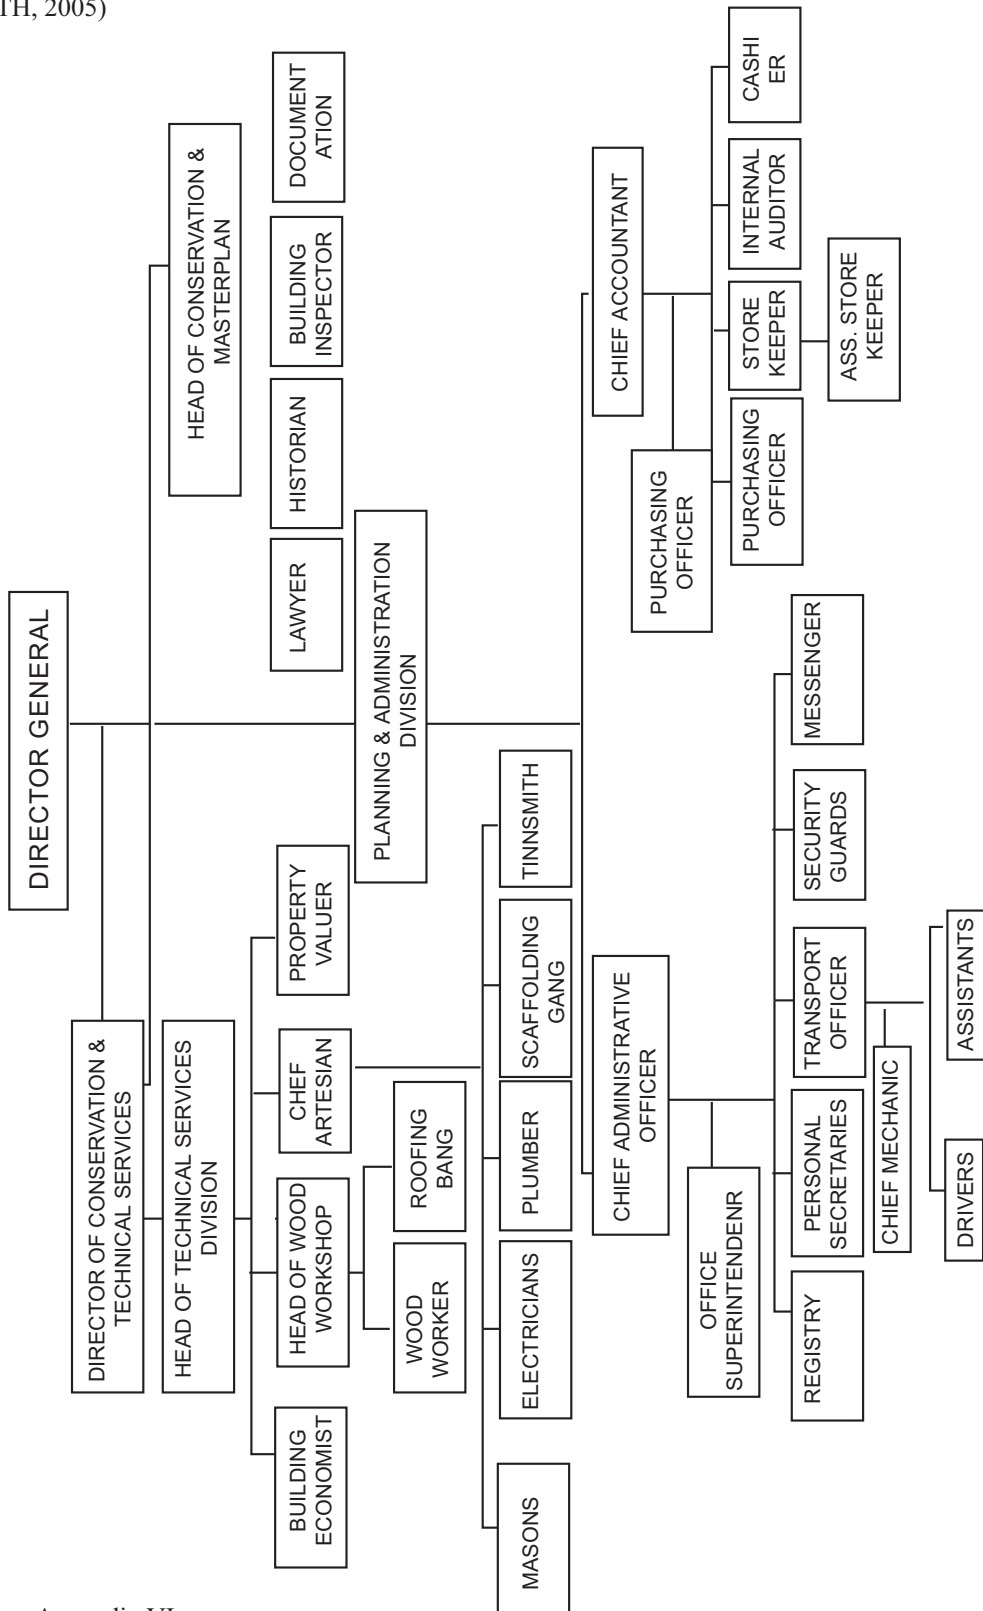 TH, 2005)
DIRECTOR GENERAL
DIRECTOR OF CONSERVATION &
TECHNICAL SERVICES
HEAD OF CONSERVATION &
MASTERPLAN
HEAD OF TECHNICAL SERVICES
DIVISION
BUILDING
ECONOMIST
HEAD OF WOOD
WORKSHOP
CHEF
ARTESIAN
PROPERTY
VALUER
LAWYER
HISTORIAN
BUILDING
INSPECTOR
DOCUMENT
ATION
PLANNING & ADMINISTRATION
DIVISION
WOOD
WORKER
ROOFING
BANG
MASONS
ELECTRICIANS
PLUMBER
SCAFFOLDING
GANG
TINNSMITH
CHIEF ADMINISTRATIVE
OFFICER
CHIEF ACCOUNTANT
OFFICE
SUPERINTENDENR
PURCHASING
OFFICER
REGISTRY
PERSONAL
SECRETARIES
TRANSPORT
OFFICER
SECURITY
GUARDS
MESSENGER
PURCHASING
OFFICER
STORE
KEEPER
INTERNAL
AUDITOR
CASHI
ER
CHIEF MECHANIC
ASS. STORE
KEEPER
DRIVERS
ASSISTANTS